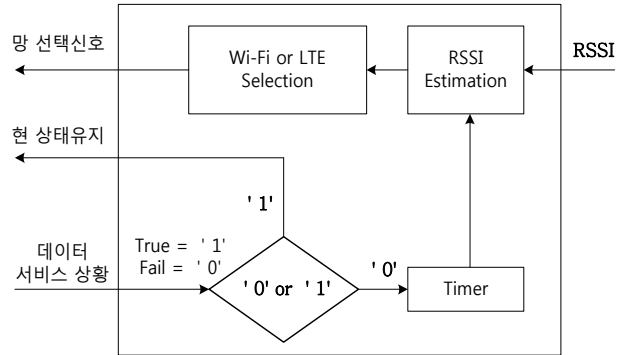 망 선택신호
Wi-Fi or LTE
Selection
RSSI
Estimation
RSSI
현 상태유지
' 1'
데이터
서비스 상황
True = ' 1'
Fail = ' 0'
' 0' or ' 1'
' 0'
Timer